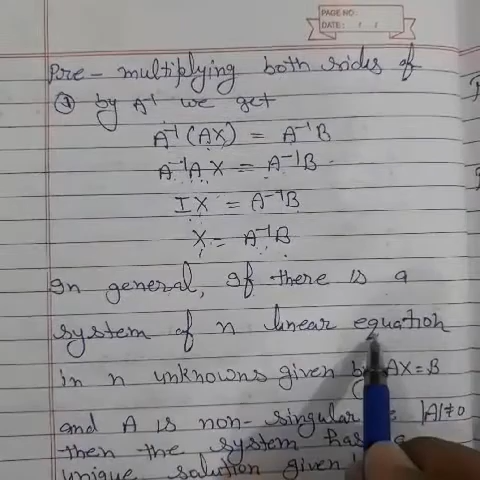 PAGE NO:
DATE: / /
Pre-multiplying both sides of
① by A⁻¹ we get
A⁻¹(AX) = A⁻¹B
A⁻¹A X = A⁻¹B
IX = A⁻¹B
X = A⁻¹B
In general, If there is a
system of n linear equation
in n unknowns given by AX=B
and A is non-singular |A|≠0
then the system has a
unique solution given